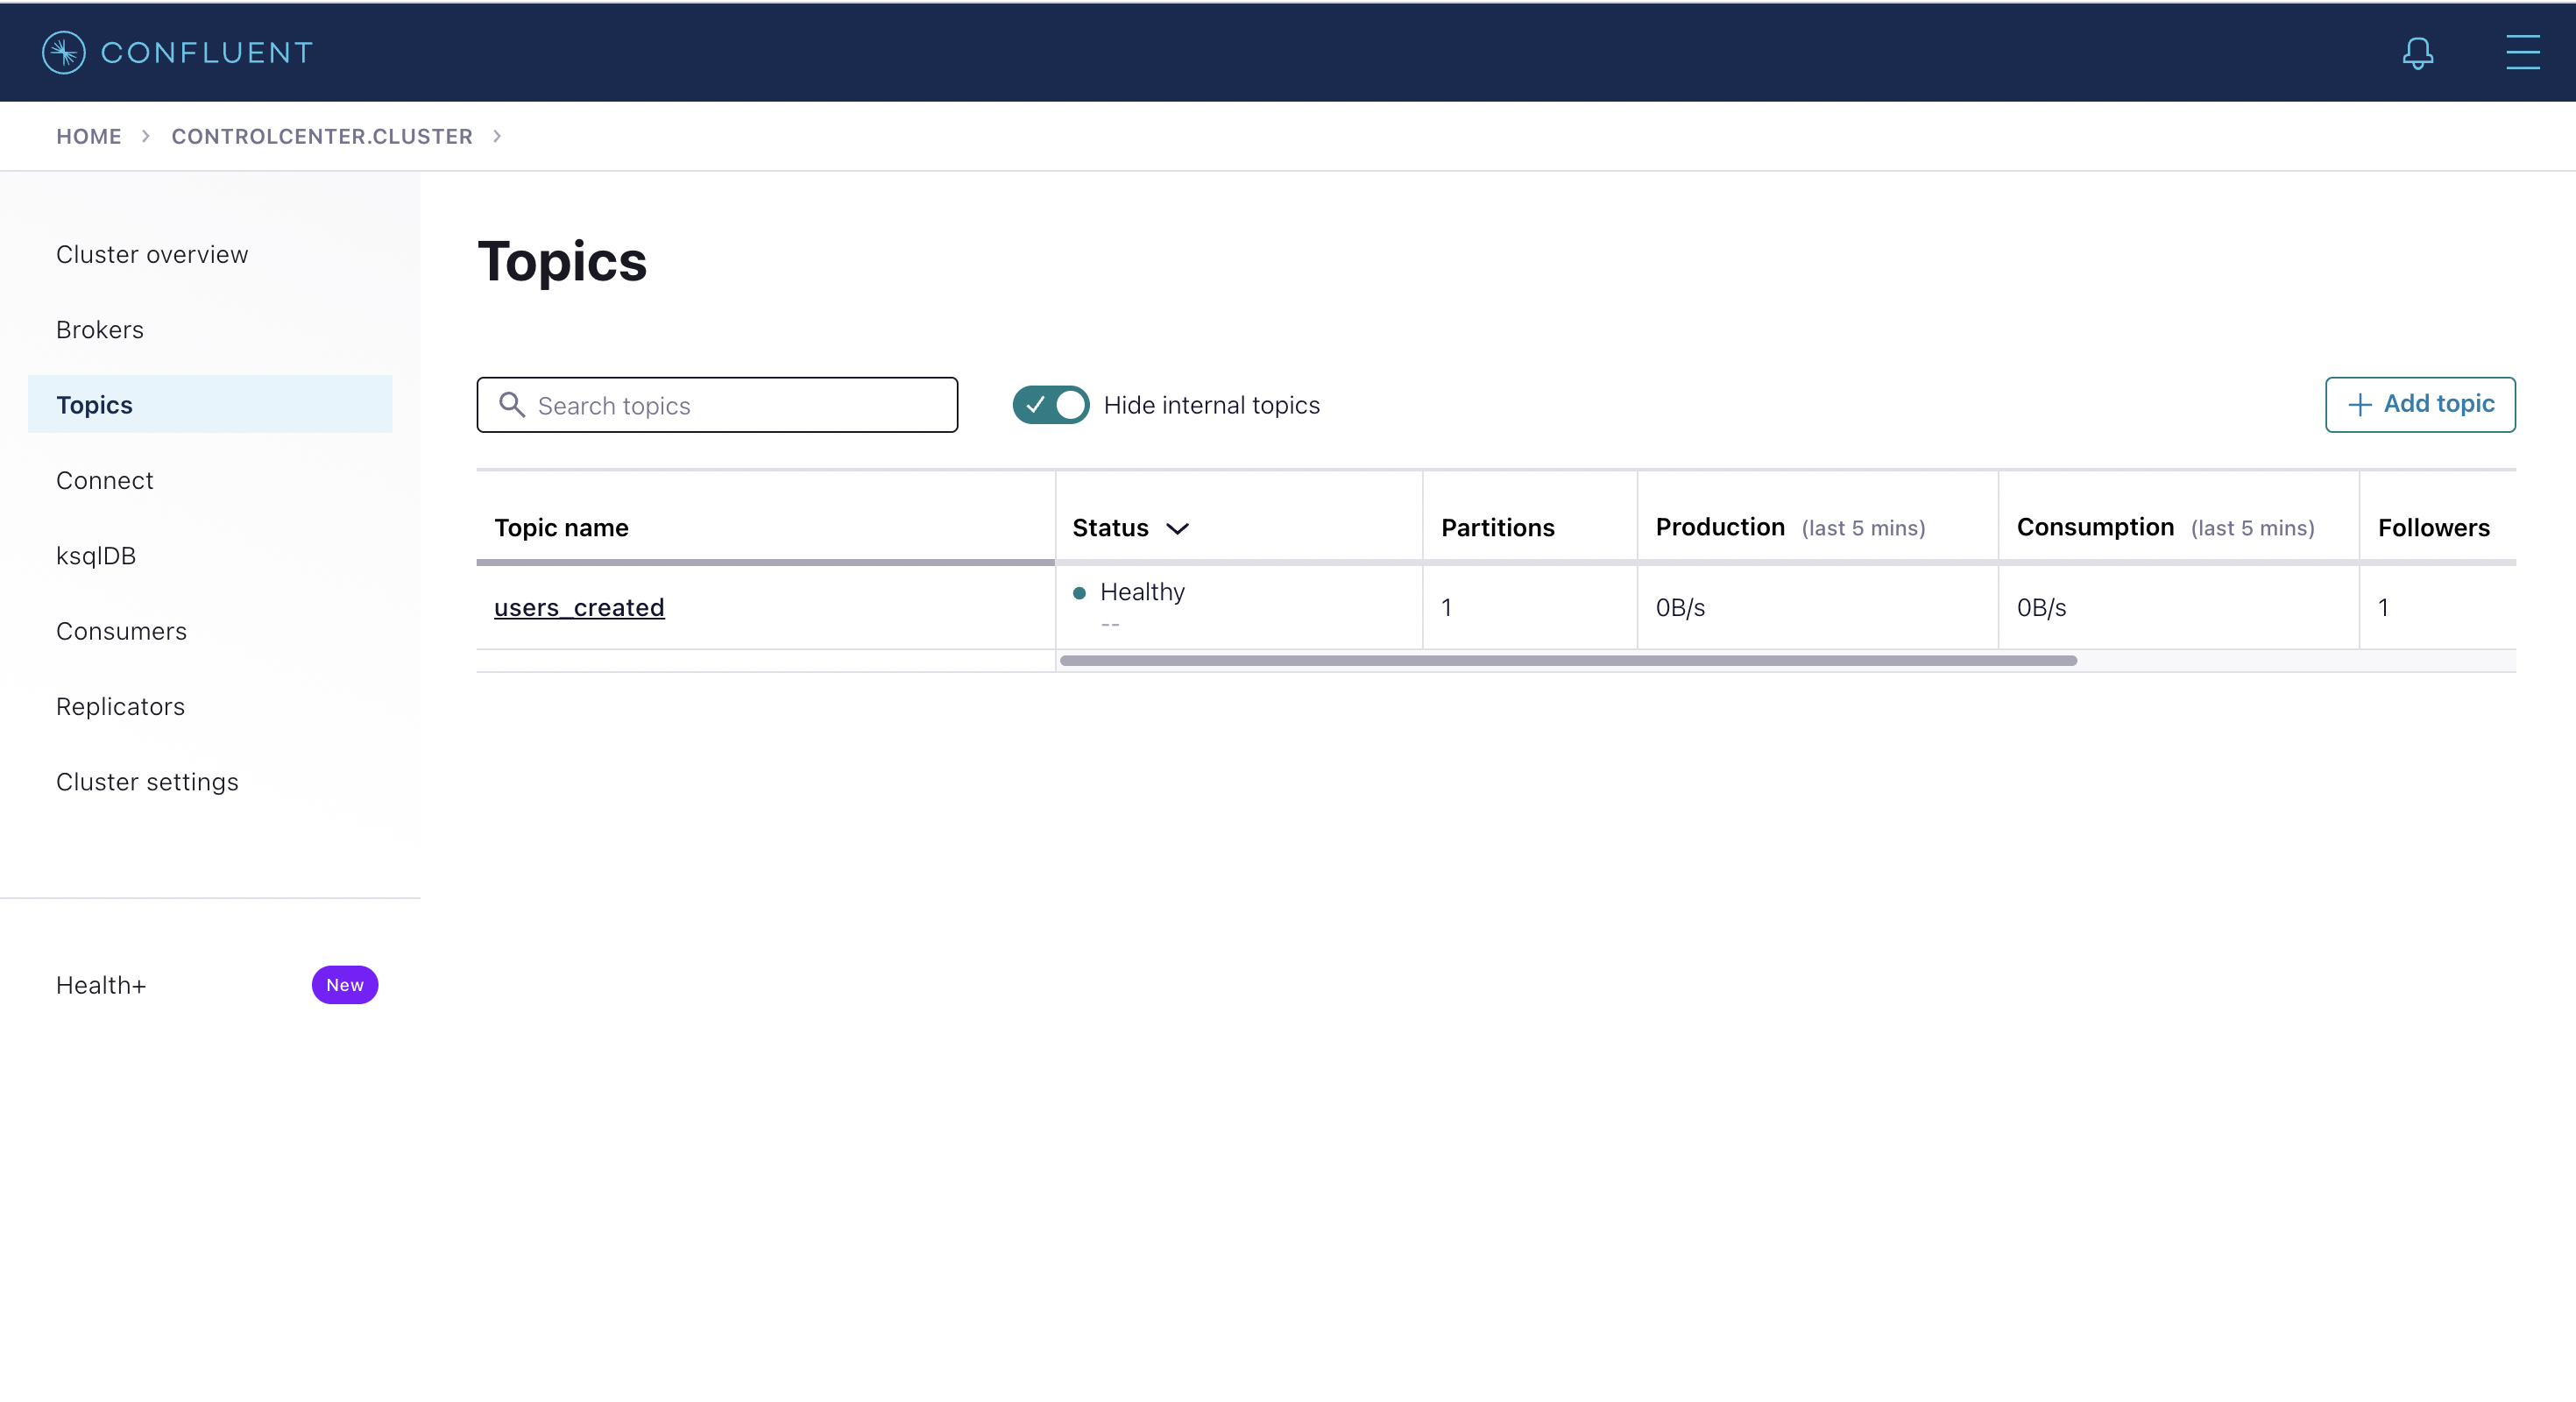 CONFLUENT
HOME > CONTROLCENTER.CLUSTER >
Cluster overview
Brokers
Topics
Connect
ksqlDB
Consumers
Replicators
Cluster settings
Health+ New
Topics
Search topics
Hide internal topics
+ Add topic
Topic name Status Partitions Production (last 5 mins) Consumption (last 5 mins) Followers
users_created Healthy 1 0B/s 0B/s 1
--